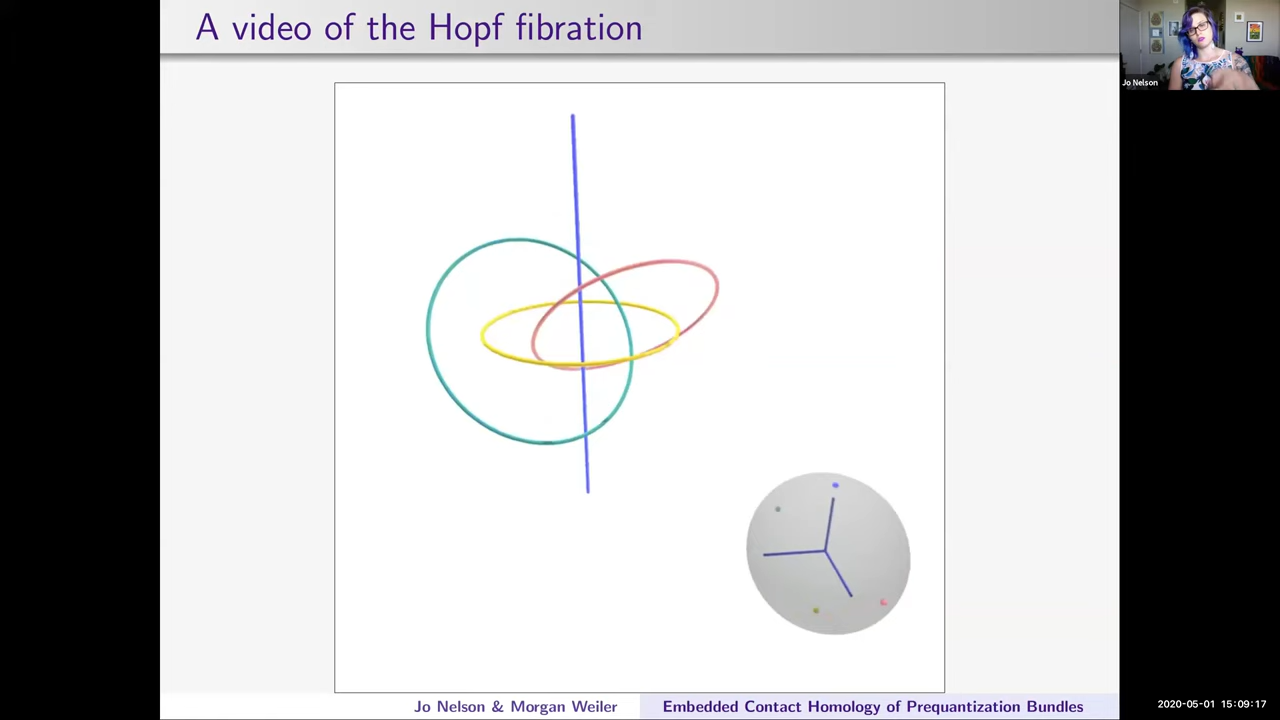 A video of the Hopf fibration
Jo Nelson
Jo Nelson & Morgan Weiler
Embedded Contact Homology of Prequantization Bundles
2020-05-01 15:09:17